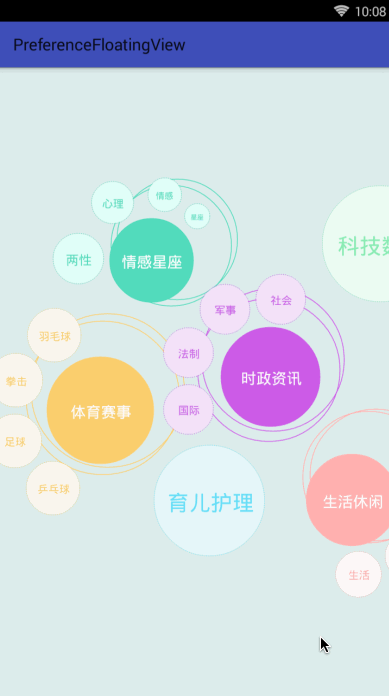 10:08
PreferenceFloatingView
情感
心理
星座
两性
情感星座
科技数
社会
军事
羽毛球
法制
时政资讯
拳击
体育赛事
国际
足球
乒乓球
育儿护理
生活休闲
生活